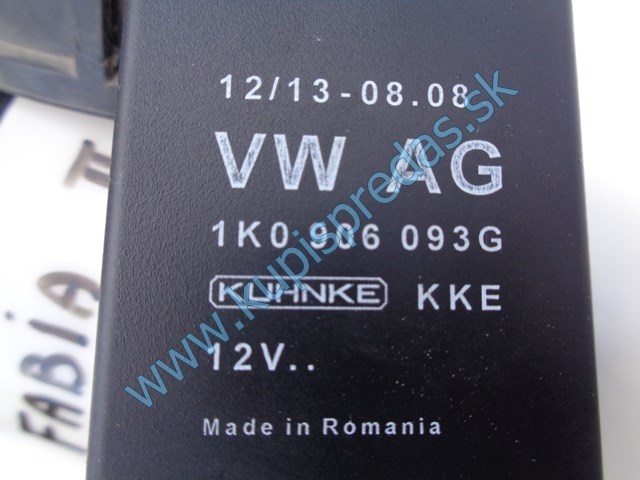 12/13-08.08
VW AG
1K0 906 093G
KUHNKE KKE
12V..
Made in Romania
www.kupispredas.sk
FABIA II